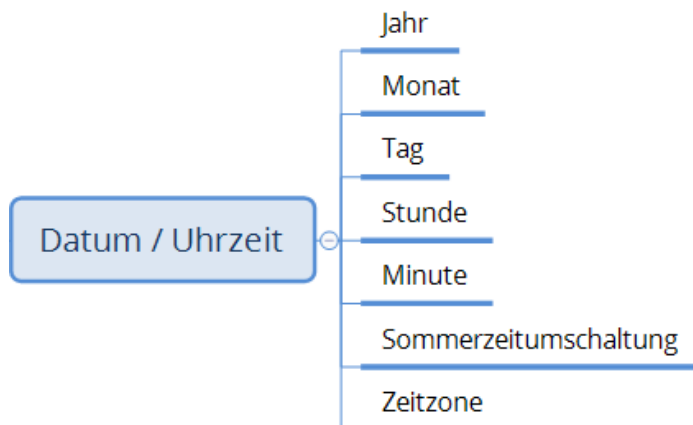 Jahr
Monat
Tag
Stunde
Datum / Uhrzeit
Minute
Sommerzeitumschaltung
Zeitzone